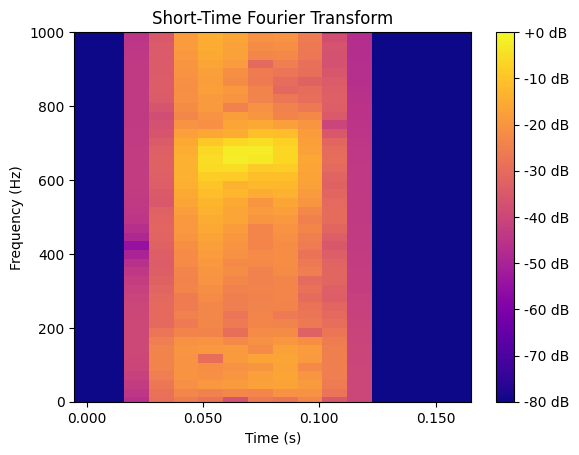 Short-Time Fourier Transform
1000
800
600
400
200
0
Frequency (Hz)
0.000
0.050
0.100
0.150
Time (s)
+0 dB
-10 dB
-20 dB
-30 dB
-40 dB
-50 dB
-60 dB
-70 dB
-80 dB